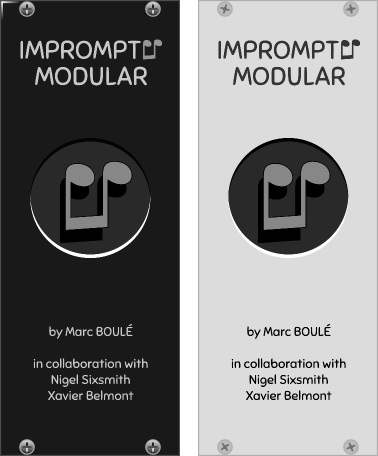 IMPROMPTU
MODULAR
by Marc BOULÉ
in collaboration with
Nigel Sixsmith
Xavier Belmont
IMPROMPTU
MODULAR
by Marc BOULÉ
in collaboration with
Nigel Sixsmith
Xavier Belmont